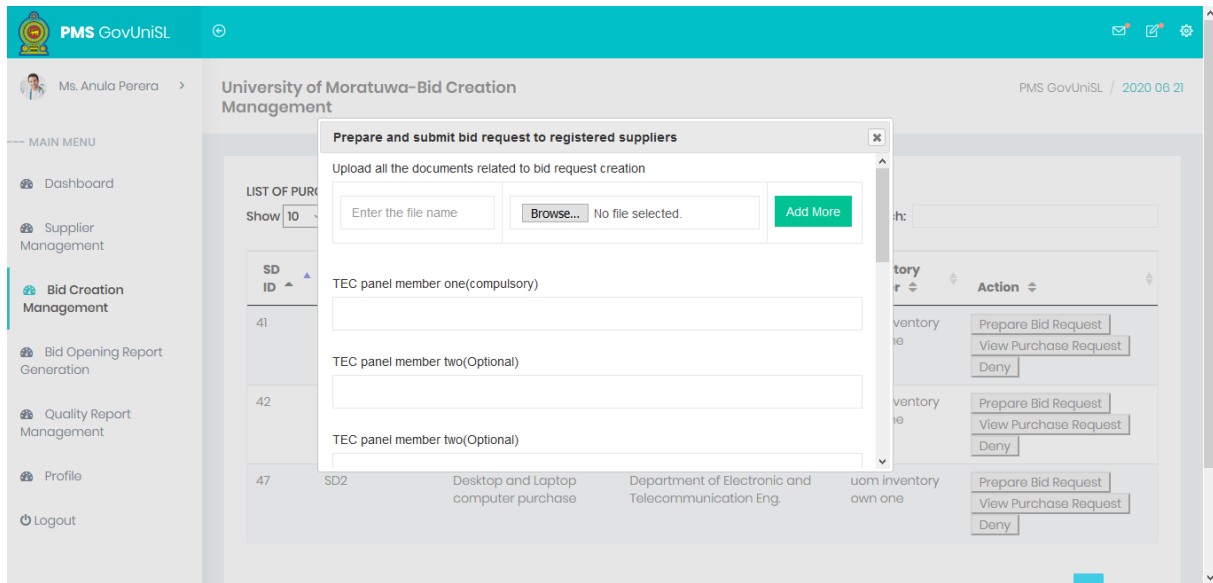 PMS GovUniSL
Ms. Anula Perera
University of Moratuwa-Bid Creation
Management
PMS GovUniSL / 2020 06 21
--- MAIN MENU
Dashboard
Supplier
Management
Bid Creation
Management
Bid Opening Report
Generation
Quality Report
Management
Profile
Logout
Prepare and submit bid request to registered suppliers
Upload all the documents related to bid request creation
Enter the file name
Browse... No file selected.
Add More
TEC panel member one(compulsory)
TEC panel member two(Optional)
TEC panel member two(Optional)
LIST OF PUR
Show 10
SD
ID
Action
41
Prepare Bid Request
View Purchase Request
Deny
42
Prepare Bid Request
View Purchase Request
Deny
47 SD2 Desktop and Laptop Department of Electronic and uom inventory Prepare Bid Request
computer purchase Telecommunication Eng. own one View Purchase Request
Deny